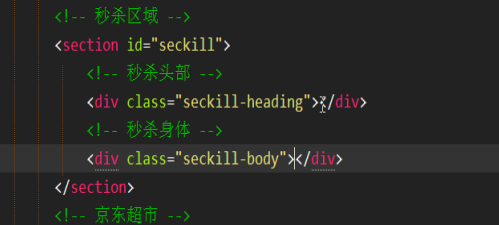 <!-- 秒杀区域 -->
<section id="seckill">
<!-- 秒杀头部 -->
<div class="seckill-heading"></div>
<!-- 秒杀身体 -->
<div class="seckill-body"></div>
</section>
<!-- 京东超市 -->